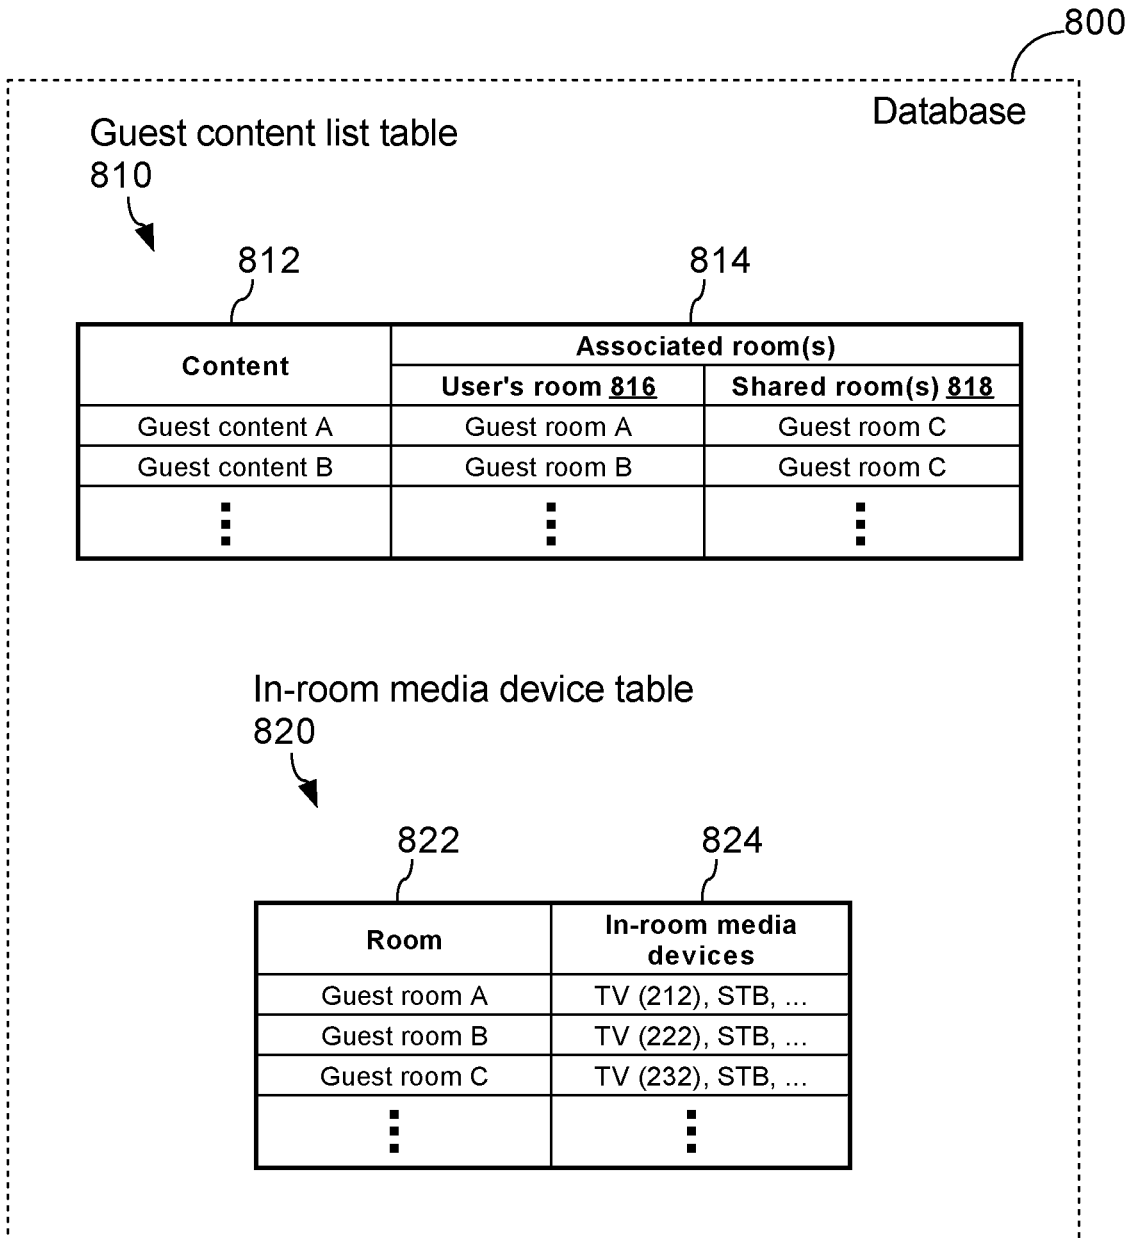 800
Database
Guest content list table
810
812 814
Content
Associated room(s)
User's room 816 Shared room(s) 818
Guest content A Guest room A Guest room C
Guest content B Guest room B Guest room C
In-room media device table
820
822 824
Room
In-room media
devices
Guest room A TV (212), STB, ...
Guest room B TV (222), STB, ...
Guest room C TV (232), STB, ...